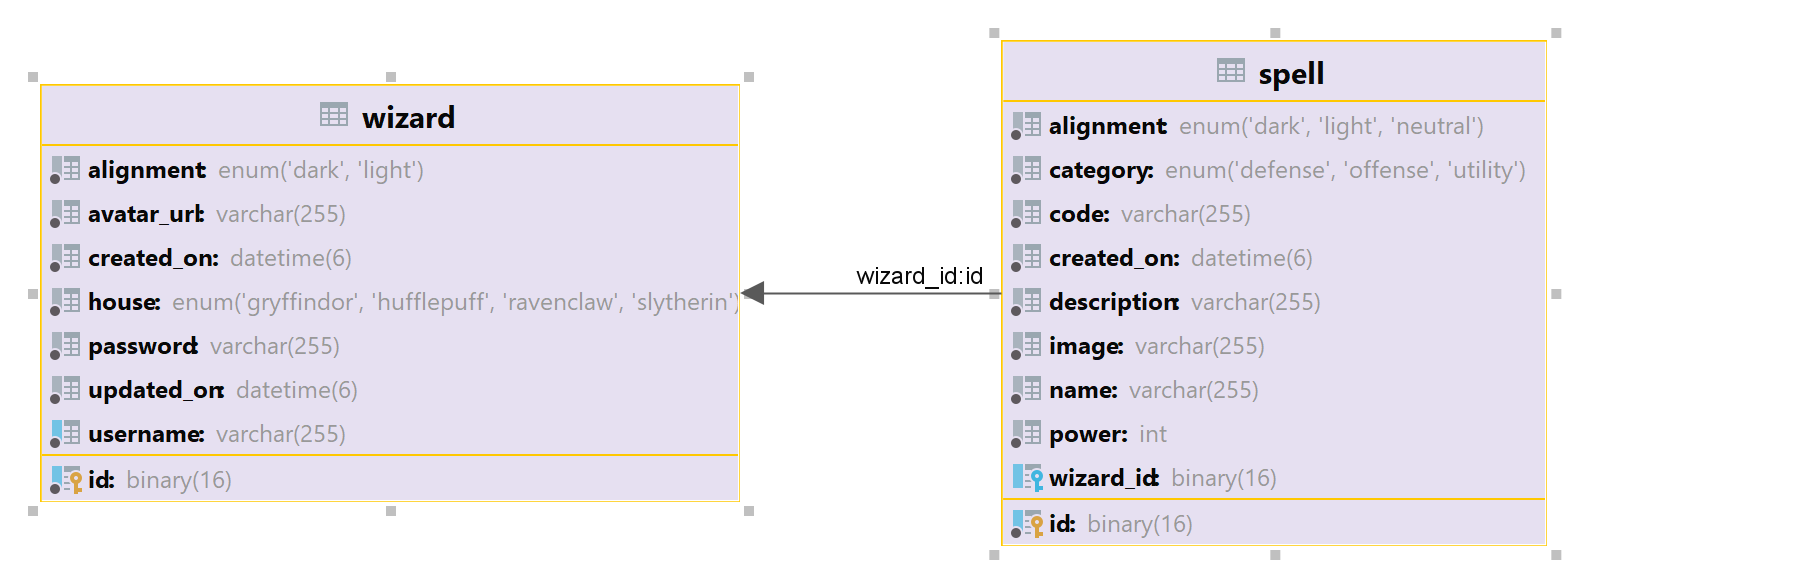 wizard
alignment: enum('dark', 'light')
avatar_url: varchar(255)
created_on: datetime(6)
house: enum('gryffindor', 'hufflepuff', 'ravenclaw', 'slytherin')
password: varchar(255)
updated_on: datetime(6)
username: varchar(255)
id: binary(16)
wizard_id:id
spell
alignment: enum('dark', 'light', 'neutral')
category: enum('defense', 'offense', 'utility')
code: varchar(255)
created_on: datetime(6)
description: varchar(255)
image: varchar(255)
name: varchar(255)
power: int
wizard_id: binary(16)
id: binary(16)